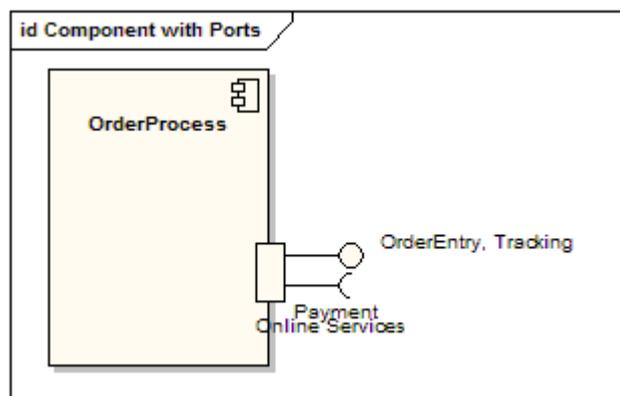 id Component with Ports
OrderProcess
OrderEntry, Tracking
Payment
Online Services